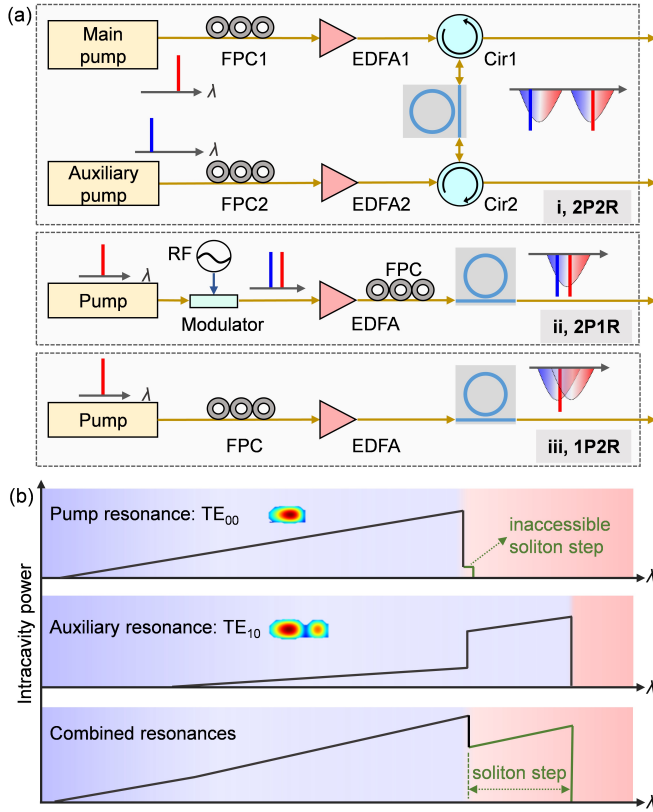 (a)
Main
pump
FPC1
EDFA1
Cir1
λ
λ
Auxiliary
pump
FPC2
EDFA2
Cir2
i, 2P2R
λ
Pump
RF
Modulator
EDFA
FPC
ii, 2P1R
λ
Pump
FPC
EDFA
iii, 1P2R
(b)
Intracavity power
Pump resonance: TE₀₀
inaccessible
soliton step
λ
Auxiliary resonance: TE₁₀
λ
Combined resonances
soliton step
λ